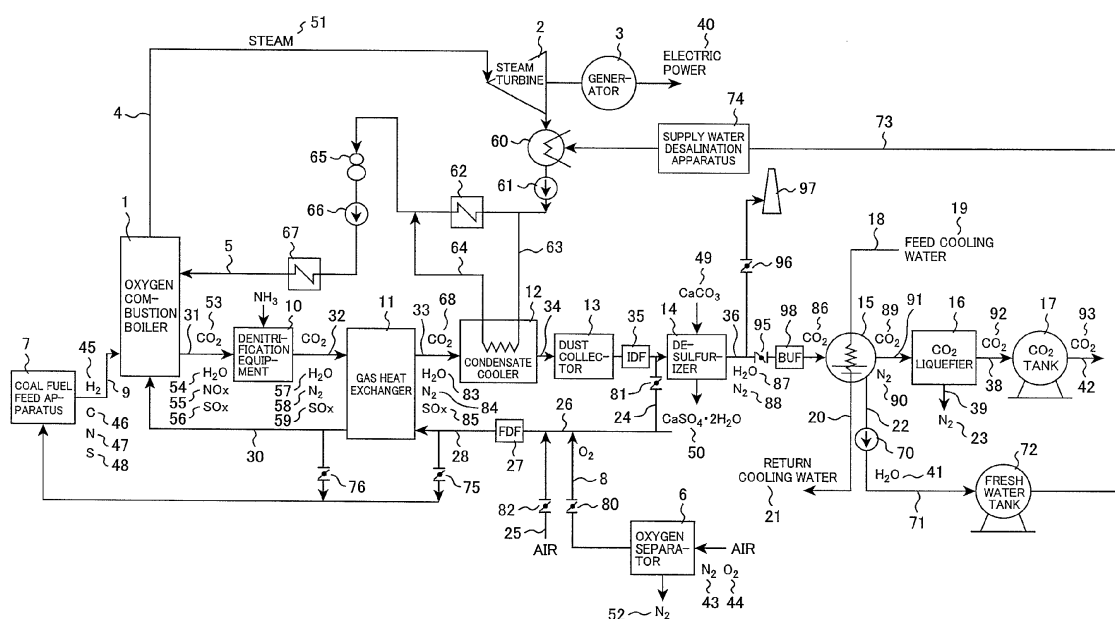 51
STEAM
2
3
40
STEAM
TURBINE
GENER-
ATOR
ELECTRIC
POWER
74
73
4
60
SUPPLY WATER
DESALINATION
APPARATUS
65
62
61
97
1
66
18
19
FEED COOLING
WATER
5
67
64
63
49
96
OXYGEN
COM-
BUSTION
BOILER
53
NH3
10
11
68
12
CaCO3
31
CO2
32
CO2
33
CO2
34
13
35
14
36
95
98
86
15
89
91
16
92
17
93
7
45
H2
9
DENITRI-
FICATION
EQUIP-
MENT
GAS HEAT
EXCHANGER
CONDENSATE
COOLER
DUST
COLLEC-
TOR
IDF
DE-
SULFUR-
IZER
BUF
CO2
CO2
CO2
LIQUEFIER
CO2
CO2
TANK
CO2
COAL FUEL
FEED APPA-
RATUS
54
H2O
55
NOx
56
SOx
57
H2O
58
N2
59
SOx
H2O
83
N2
84
SOx
85
81
24
H2O
87
N2
88
N2
90
38
42
39
N2
23
C
46
N
47
S
48
CaSO4・2H2O
50
20
22
70
30
28
FDF
27
26
O2
8
76
75
82
80
6
H2O
41
72
RETURN
COOLING
WATER
21
71
FRESH
WATER
TANK
25
AIR
OXYGEN
SEPARA-
TOR
AIR
N2 O2
43 44
52
N2